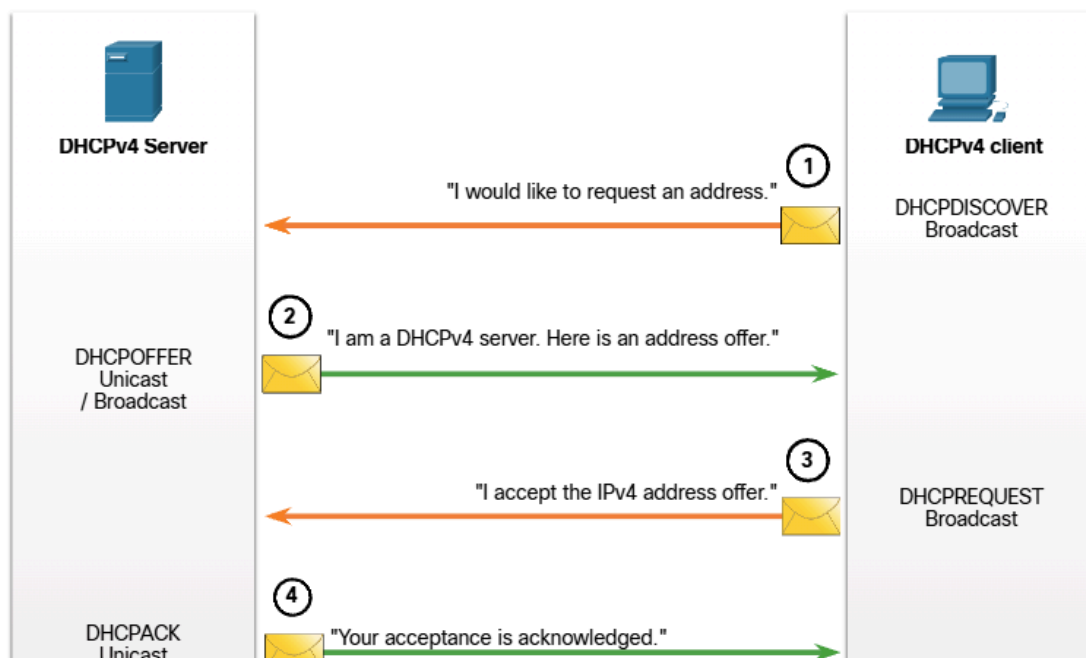 DHCPv4 Server
DHCPv4 client
1
"I would like to request an address."
DHCPDISCOVER
Broadcast
2
"I am a DHCPv4 server. Here is an address offer."
DHCPOFFER
Unicast
/ Broadcast
3
"I accept the IPv4 address offer."
DHCPREQUEST
Broadcast
4
"Your acceptance is acknowledged."
DHCPACK
Unicast